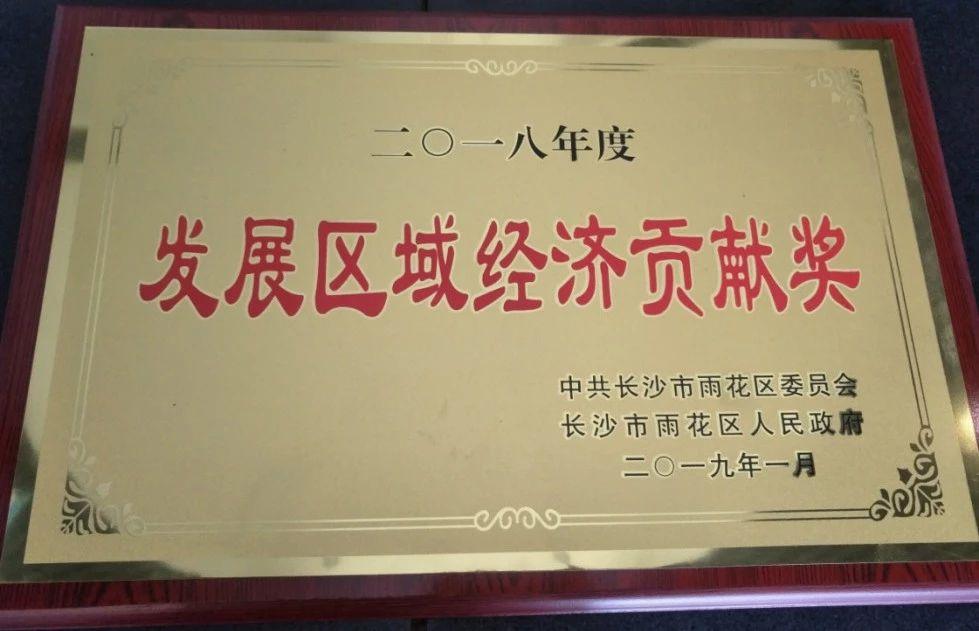 二〇一八年度
发展区域经济贡献奖
中共长沙市雨花区委员会
长沙市雨花区人民政府
二〇一九年一月